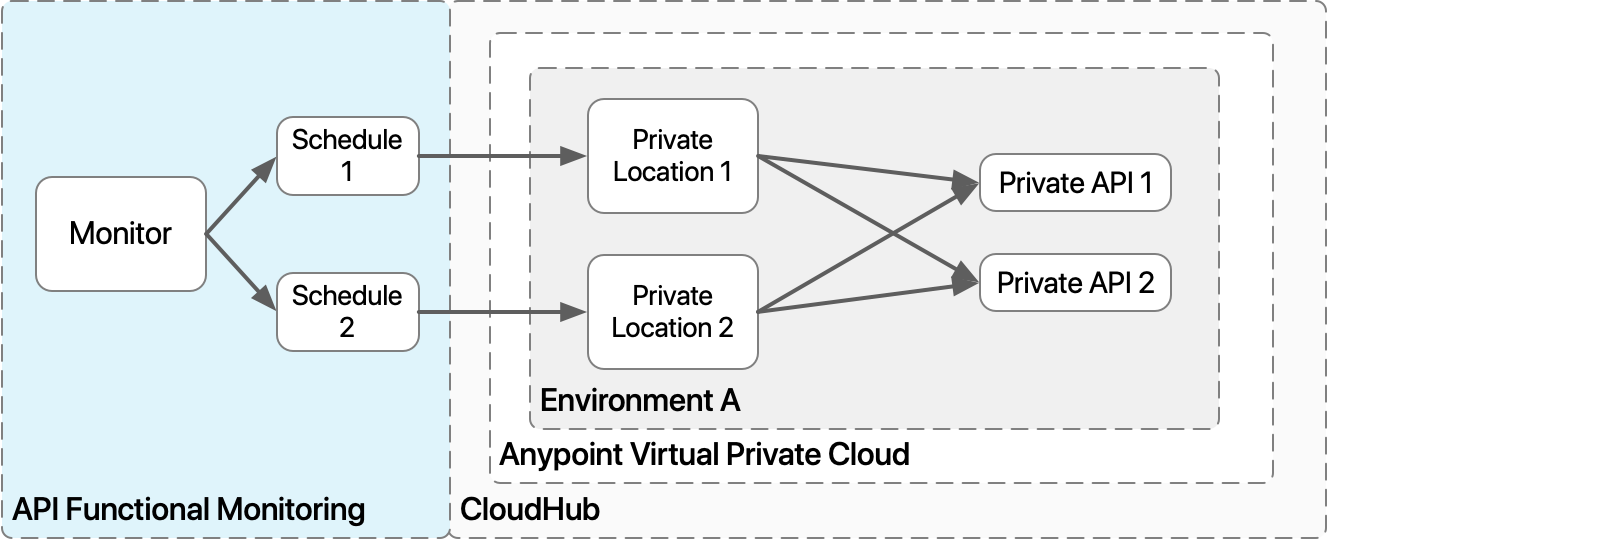 Monitor
Schedule
1
Schedule
2
Private
Location 1
Private
Location 2
Private API 1
Private API 2
Environment A
Anypoint Virtual Private Cloud
API Functional Monitoring
CloudHub